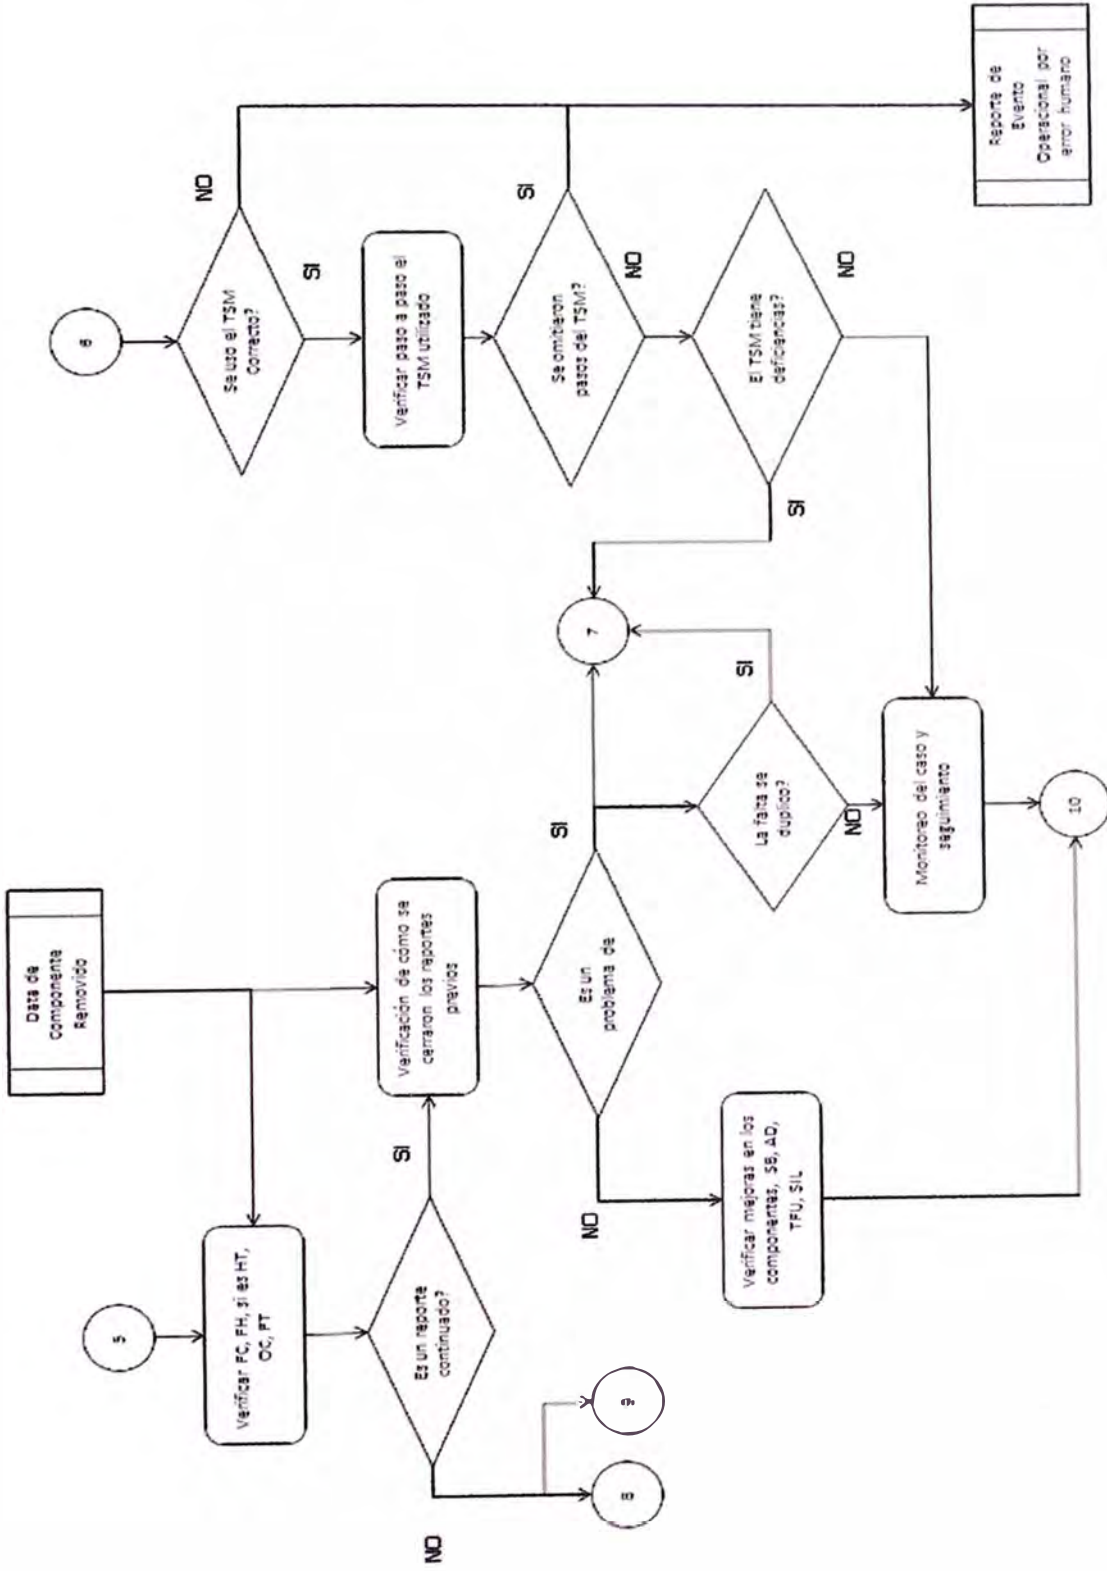 6
Se uso el TSM
Correcto?
NO
SI
Verificar paso a paso el
TSM utilizado
Se omitieron
pasos del TSM?
SI
NO
El TSM tiene
deficiencias?
NO
SI
Reporte de
Evento
Operacional por
error humano
Data de
Componente
Removido
5
Verificar FC, FH, si es HT,
OC, FT
Es un reporte
continuado?
SI
NO
8
Verificación de cómo se
cerraron los reportes
previos
Es un
problema de
SI
NO
7
La falta se
duplico?
SI
NO
Verificar mejoras en los
componentes, SB, AD,
TFU, SIL
Monitoreo del caso y
seguimiento
10